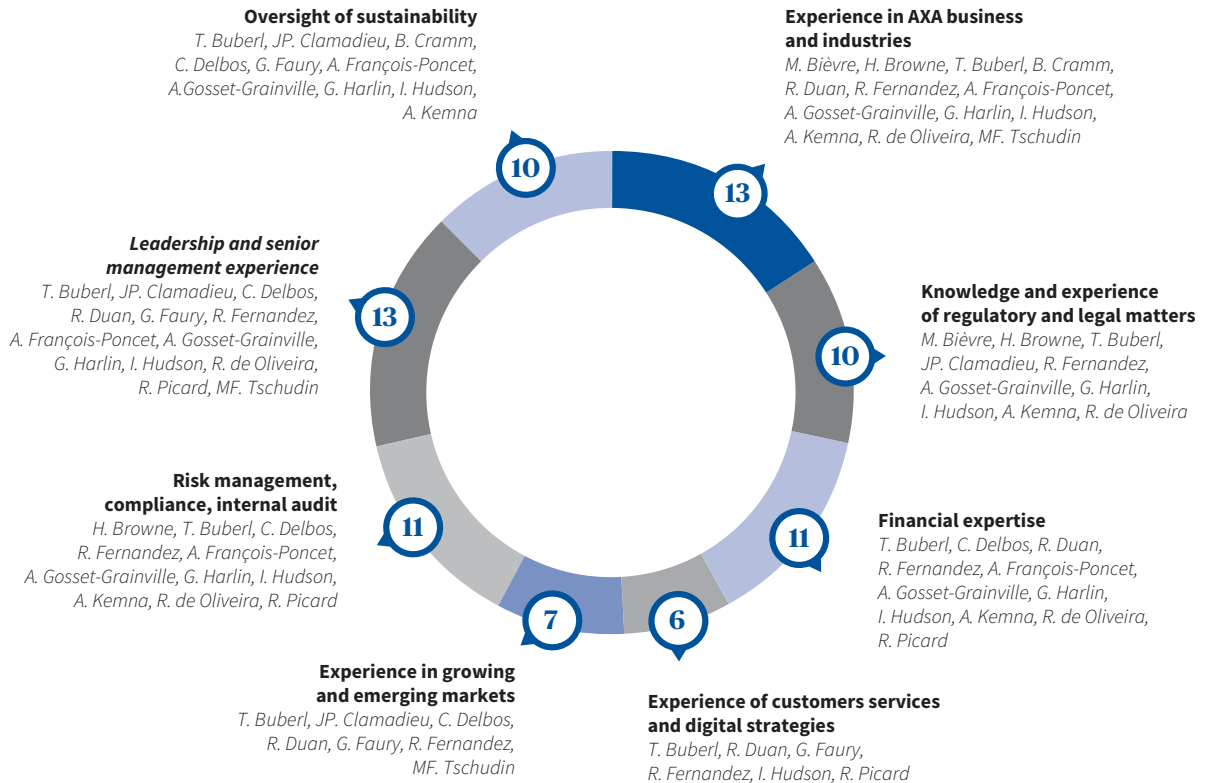 Oversight of sustainability
T. Buberl, JP. Clamadieu, B. Cramm,
C. Delbos, G. Faury, A. François-Poncet,
A.Gosset-Grainville, G. Harlin, I. Hudson,
A. Kemna
10
Experience in AXA business
and industries
M. Bièvre, H. Browne, T. Buberl, B. Cramm,
R. Duan, R. Fernandez, A. François-Poncet,
A. Gosset-Grainville, G. Harlin, I. Hudson,
A. Kemna, R. de Oliveira, MF. Tschudin
13
Leadership and senior
management experience
T. Buberl, JP. Clamadieu, C. Delbos,
R. Duan, G. Faury, R. Fernandez,
A. François-Poncet, A. Gosset-Grainville,
G. Harlin, I. Hudson, R. de Oliveira,
R. Picard, MF. Tschudin
13
Knowledge and experience
of regulatory and legal matters
M. Bièvre, H. Browne, T. Buberl,
JP. Clamadieu, R. Fernandez,
A. Gosset-Grainville, G. Harlin,
I. Hudson, A. Kemna, R. de Oliveira
10
Risk management,
compliance, internal audit
H. Browne, T. Buberl, C. Delbos,
R. Fernandez, A. François-Poncet,
A. Gosset-Grainville, G. Harlin, I. Hudson,
A. Kemna, R. de Oliveira, R. Picard
11
Financial expertise
T. Buberl, C. Delbos, R. Duan,
R. Fernandez, A. François-Poncet,
A. Gosset-Grainville, G. Harlin,
I. Hudson, A. Kemna, R. de Oliveira,
R. Picard
11
Experience in growing
and emerging markets
T. Buberl, JP. Clamadieu, C. Delbos,
R. Duan, G. Faury, R. Fernandez,
MF. Tschudin
7
Experience of customers services
and digital strategies
T. Buberl, R. Duan, G. Faury,
R. Fernandez, I. Hudson, R. Picard
6